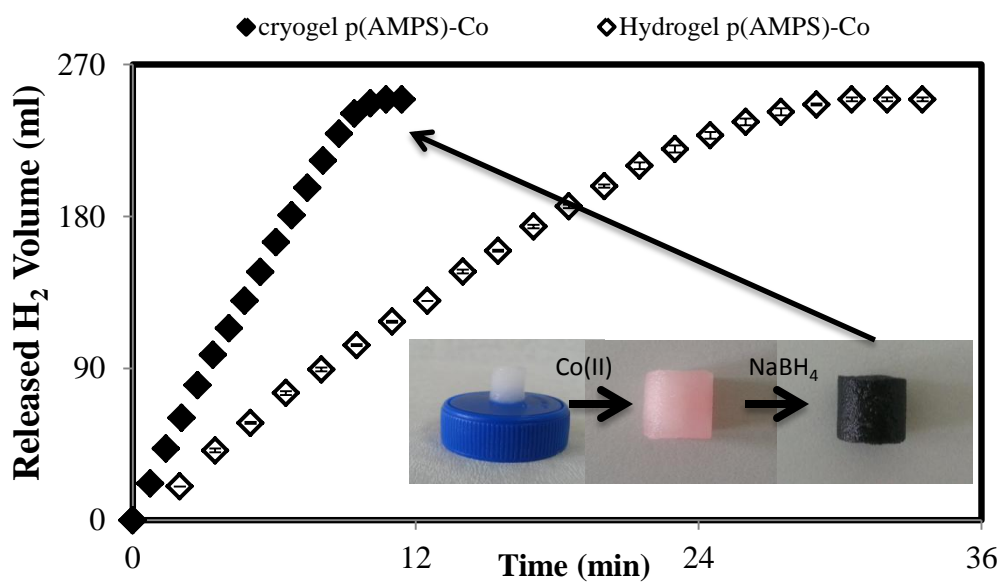 cryogel p(AMPS)-Co
Hydrogel p(AMPS)-Co
Released H₂ Volume (ml)
270
180
90
0
Co(II)
NaBH₄
0
12
24
36
Time (min)